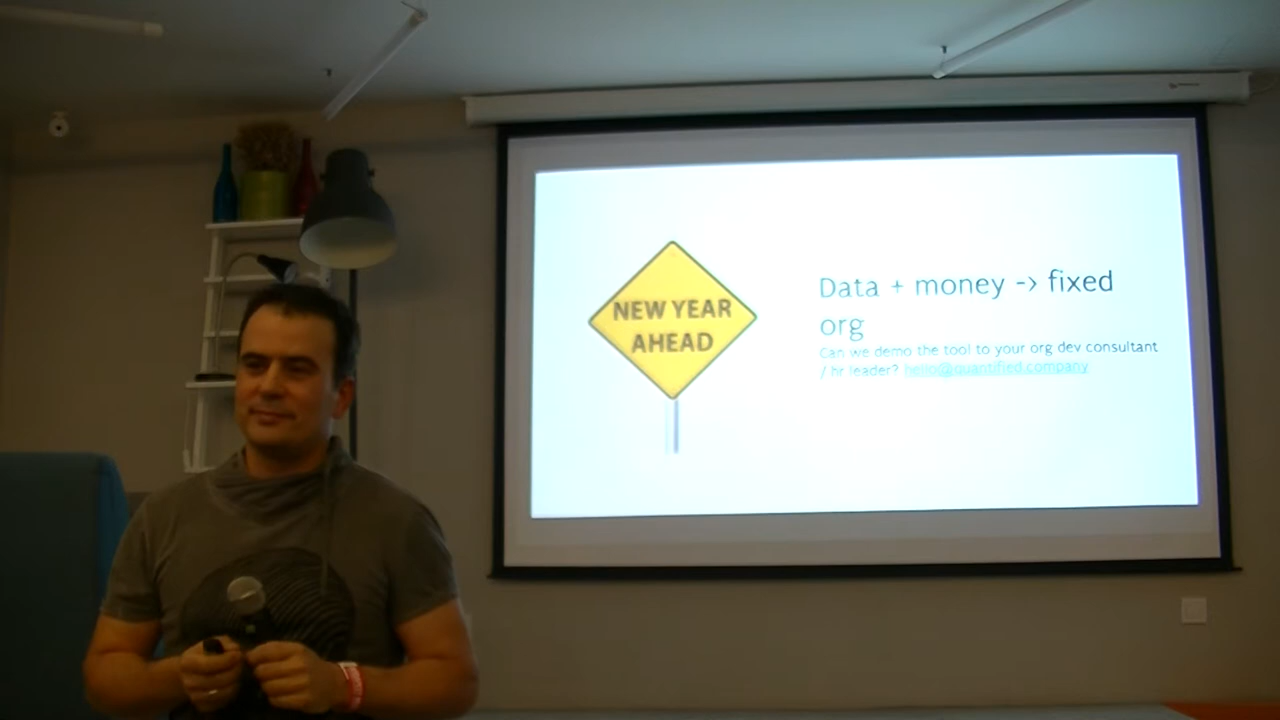 NEW YEAR
AHEAD
Data + money -> fixed
org
Can we demo the tool to your org dev consultant
/ hr leader? hello@quantified.company